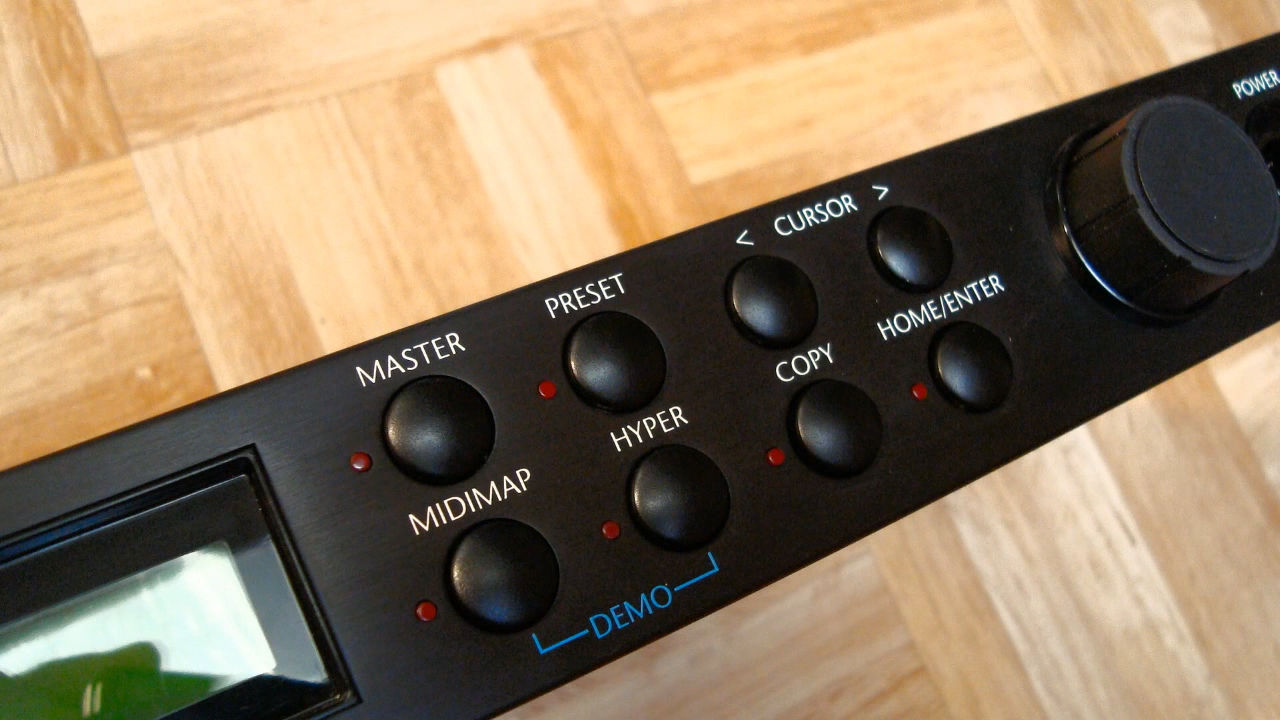 POWER
< CURSOR >
PRESET
MASTER
HOME/ENTER
COPY
HYPER
MIDIMAP
DEMO